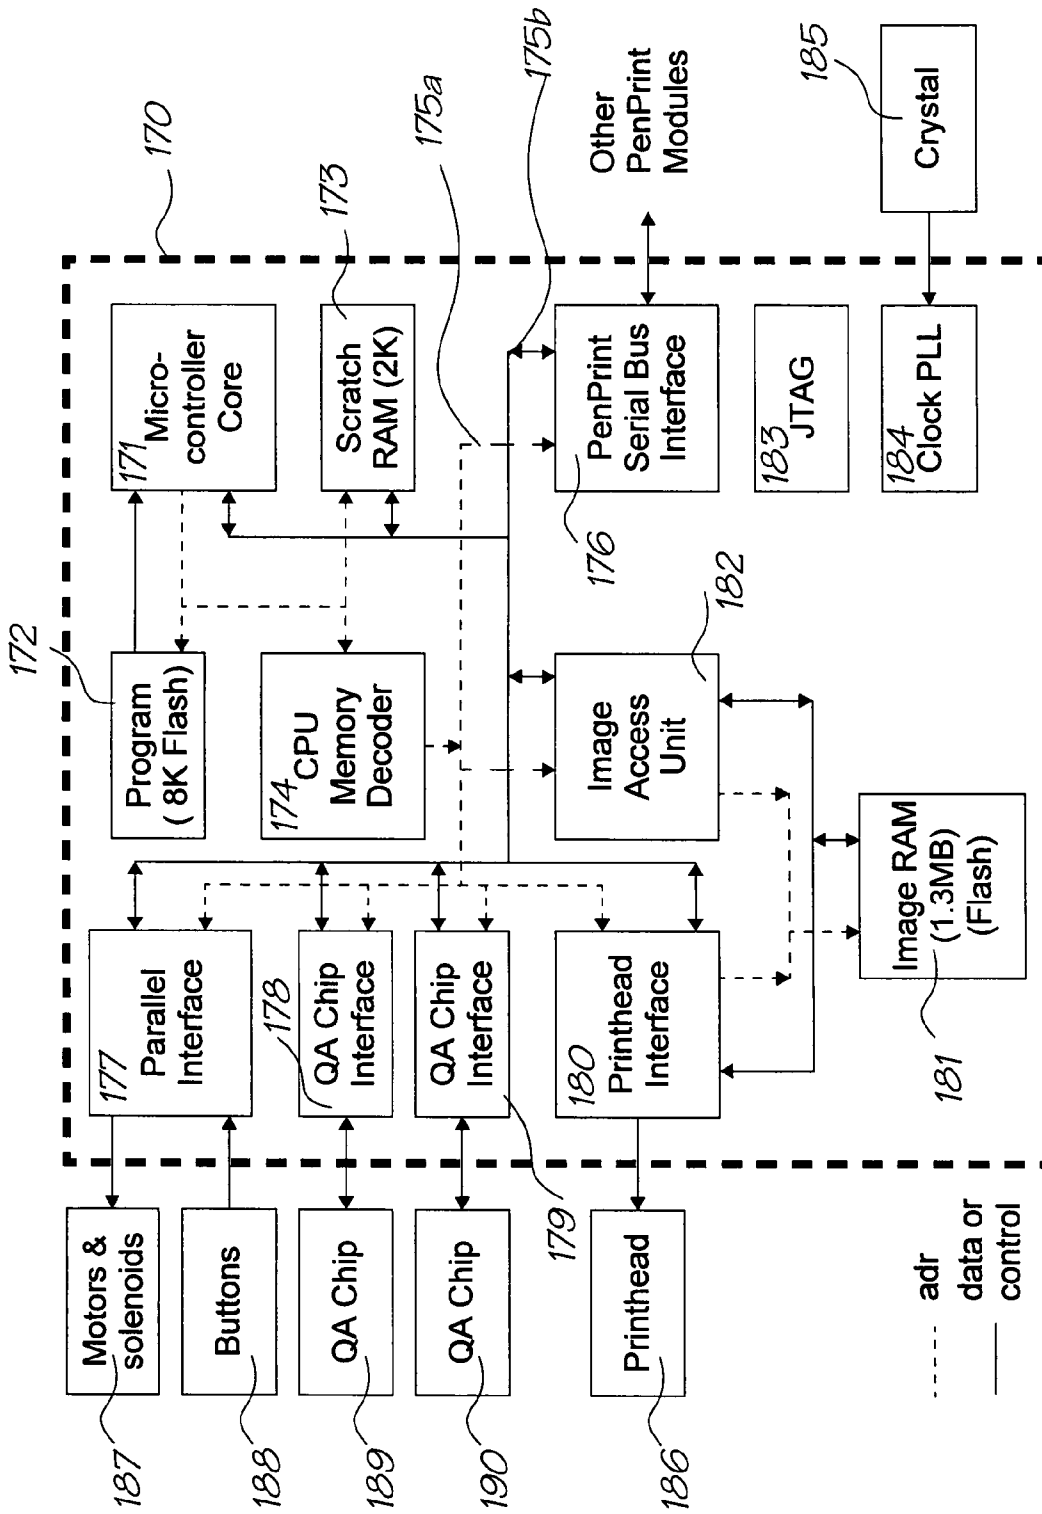 187
Motors &
solenoids
188
Buttons
189
QA Chip
190
QA Chip
186
Printhead
adr
data or
control
172
170
177
Parallel
Interface
178
QA Chip
Interface
QA Chip
Interface
179
180
Printhead
Interface
Program
( 8K Flash)
174
CPU
Memory
Decoder
Image
Access
Unit
182
181
Image RAM
(1.3MB)
(Flash)
171
Micro-
controller
Core
173
Scratch
RAM (2K)
175a
175b
176
PenPrint
Serial Bus
Interface
Other
PenPrint
Modules
183
JTAG
184
Clock PLL
185
Crystal